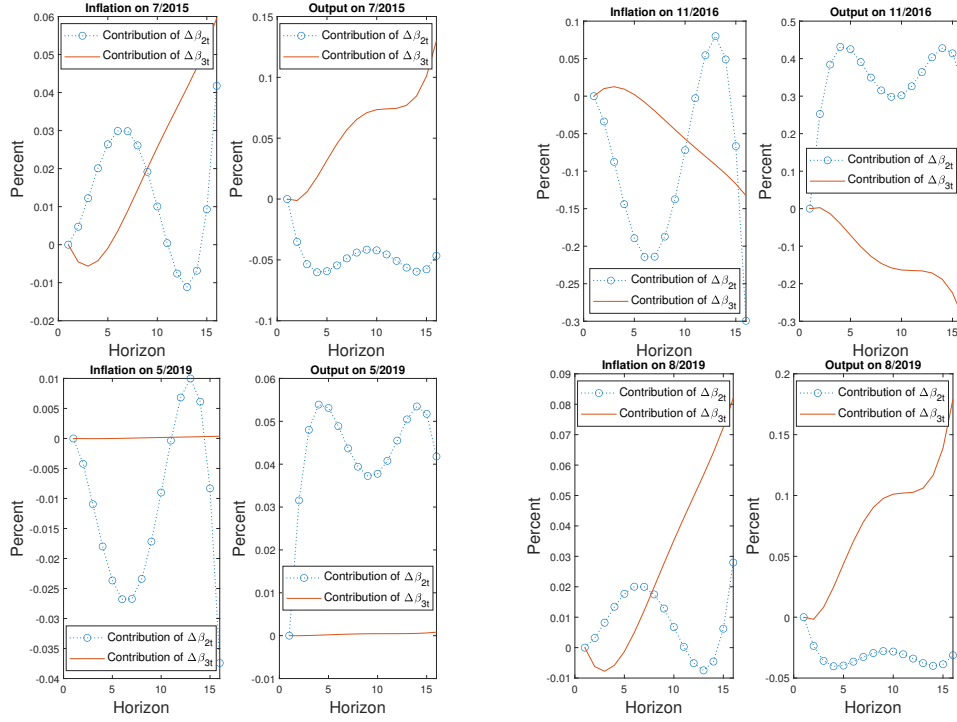 Inflation on 7/2015
0.06
0.05
0.04
0.03
0.02
0.01
0
-0.01
-0.02
0 5 10 15
Percent
Horizon
Contribution of Δβ2t
Contribution of Δβ3t
Output on 7/2015
0.15
0.1
0.05
0
-0.05
-0.1
0 5 10 15
Percent
Horizon
Contribution of Δβ2t
Contribution of Δβ3t
Inflation on 11/2016
0.1
0.05
0
-0.05
-0.1
-0.15
-0.2
-0.25
-0.3
0 5 10 15
Percent
Horizon
Contribution of Δβ2t
Contribution of Δβ3t
Output on 11/2016
0.5
0.4
0.3
0.2
0.1
0
-0.1
-0.2
-0.3
0 5 10 15
Percent
Horizon
Contribution of Δβ2t
Contribution of Δβ3t
Inflation on 5/2019
0.01
0.005
0
-0.005
-0.01
-0.015
-0.02
-0.025
-0.03
-0.035
-0.04
0 5 10 15
Percent
Horizon
Contribution of Δβ2t
Contribution of Δβ3t
Output on 5/2019
0.06
0.05
0.04
0.03
0.02
0.01
0
-0.01
0 5 10 15
Percent
Horizon
Contribution of Δβ2t
Contribution of Δβ3t
Inflation on 8/2019
0.09
0.08
0.07
0.06
0.05
0.04
0.03
0.02
0.01
0
-0.01
0 5 10 15
Percent
Horizon
Contribution of Δβ2t
Contribution of Δβ3t
Output on 8/2019
0.2
0.15
0.1
0.05
0
-0.05
0 5 10 15
Percent
Horizon
Contribution of Δβ2t
Contribution of Δβ3t